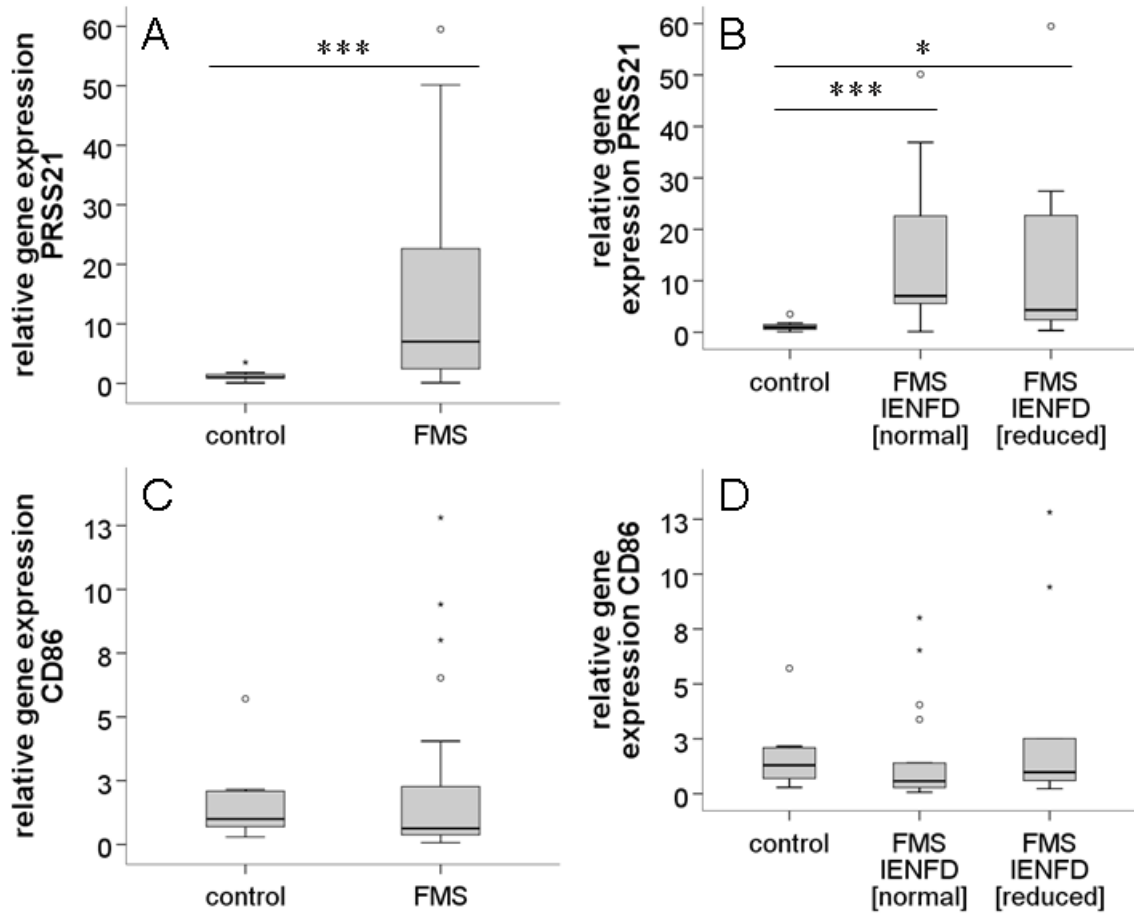 A
***
relative gene expression
PRSS21
60
50
40
30
20
10
0
*
control
FMS
B
*
***
relative gene
expression PRSS21
60
50
40
30
20
10
0
control
FMS
IENFD
[normal]
FMS
IENFD
[reduced]
C
relative gene expression
CD86
13
10
8
5
3
0
*
*
*
control
FMS
D
relative gene
expression CD86
13
10
8
5
3
0
*
*
*
*
control
FMS
IENFD
[normal]
FMS
IENFD
[reduced]